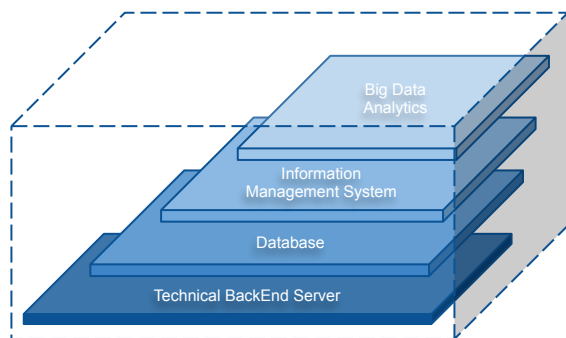 Big Data
Analytics
Information
Management System
Database
Technical BackEnd Server